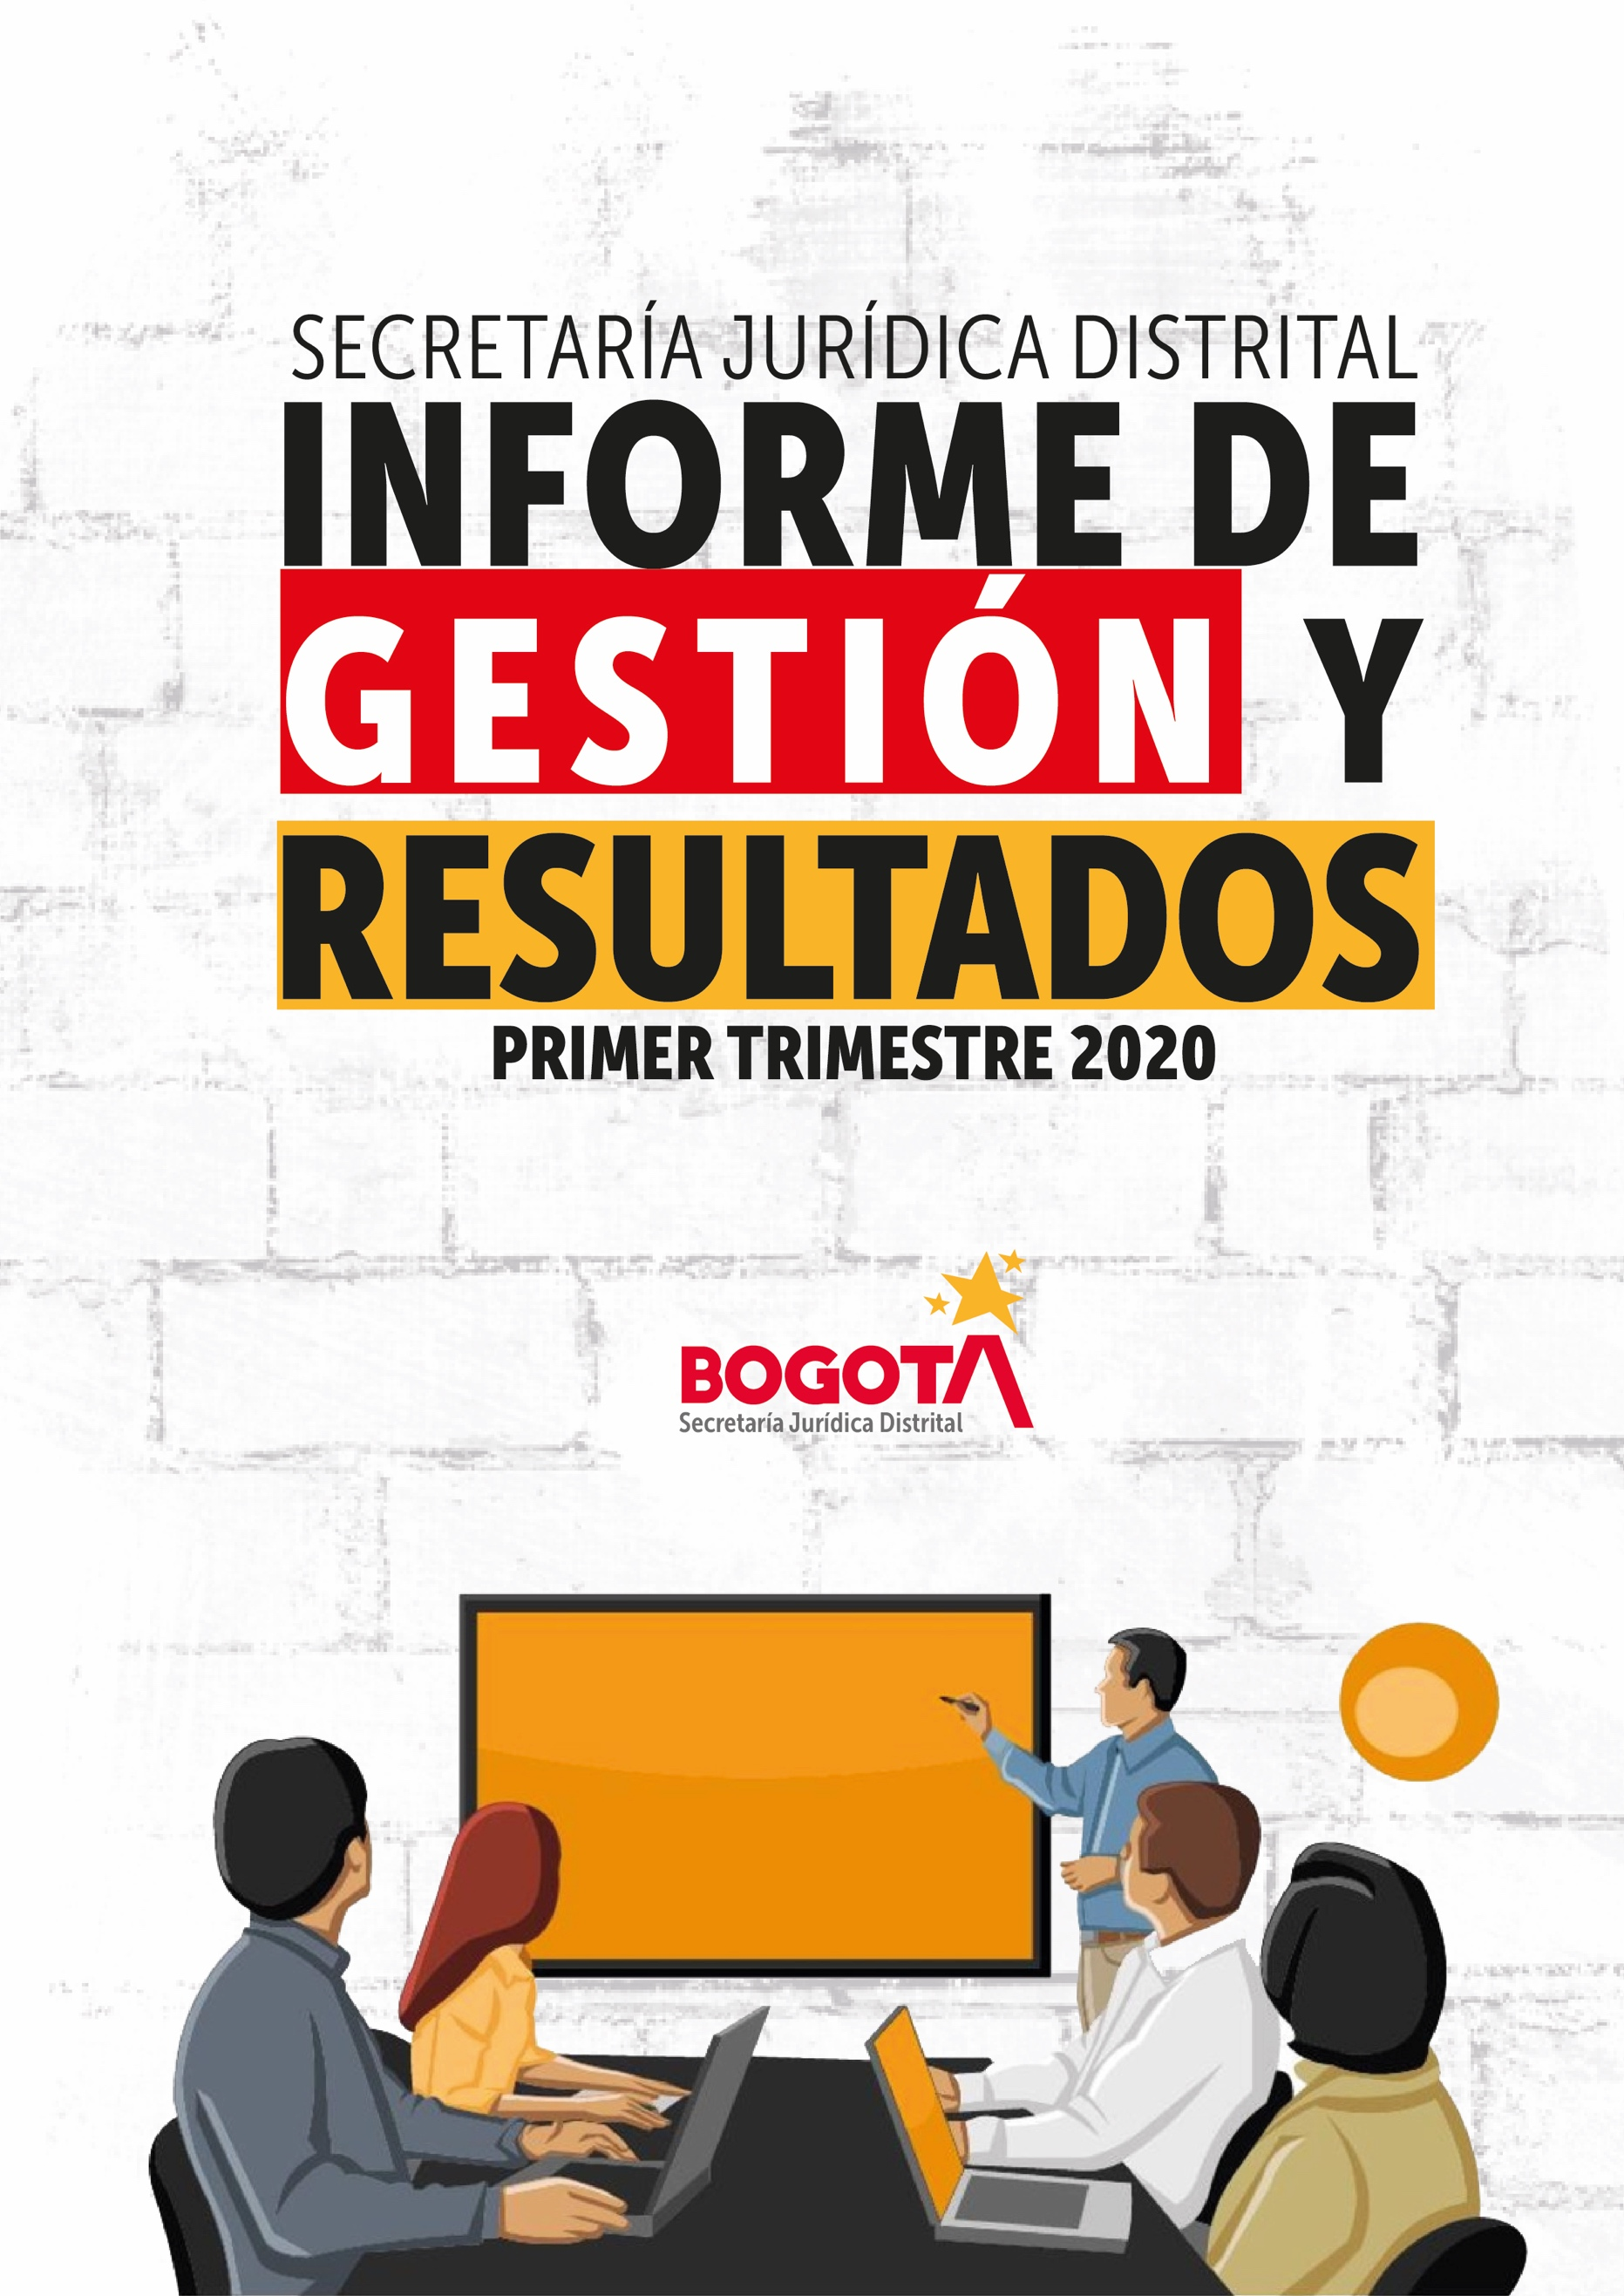 SECRETARÍA JURÍDICA DISTRITAL
INFORME DE
GESTIÓN Y
RESULTADOS
PRIMER TRIMESTRE 2020
BOGOTÁ
Secretaría Jurídica Distrital